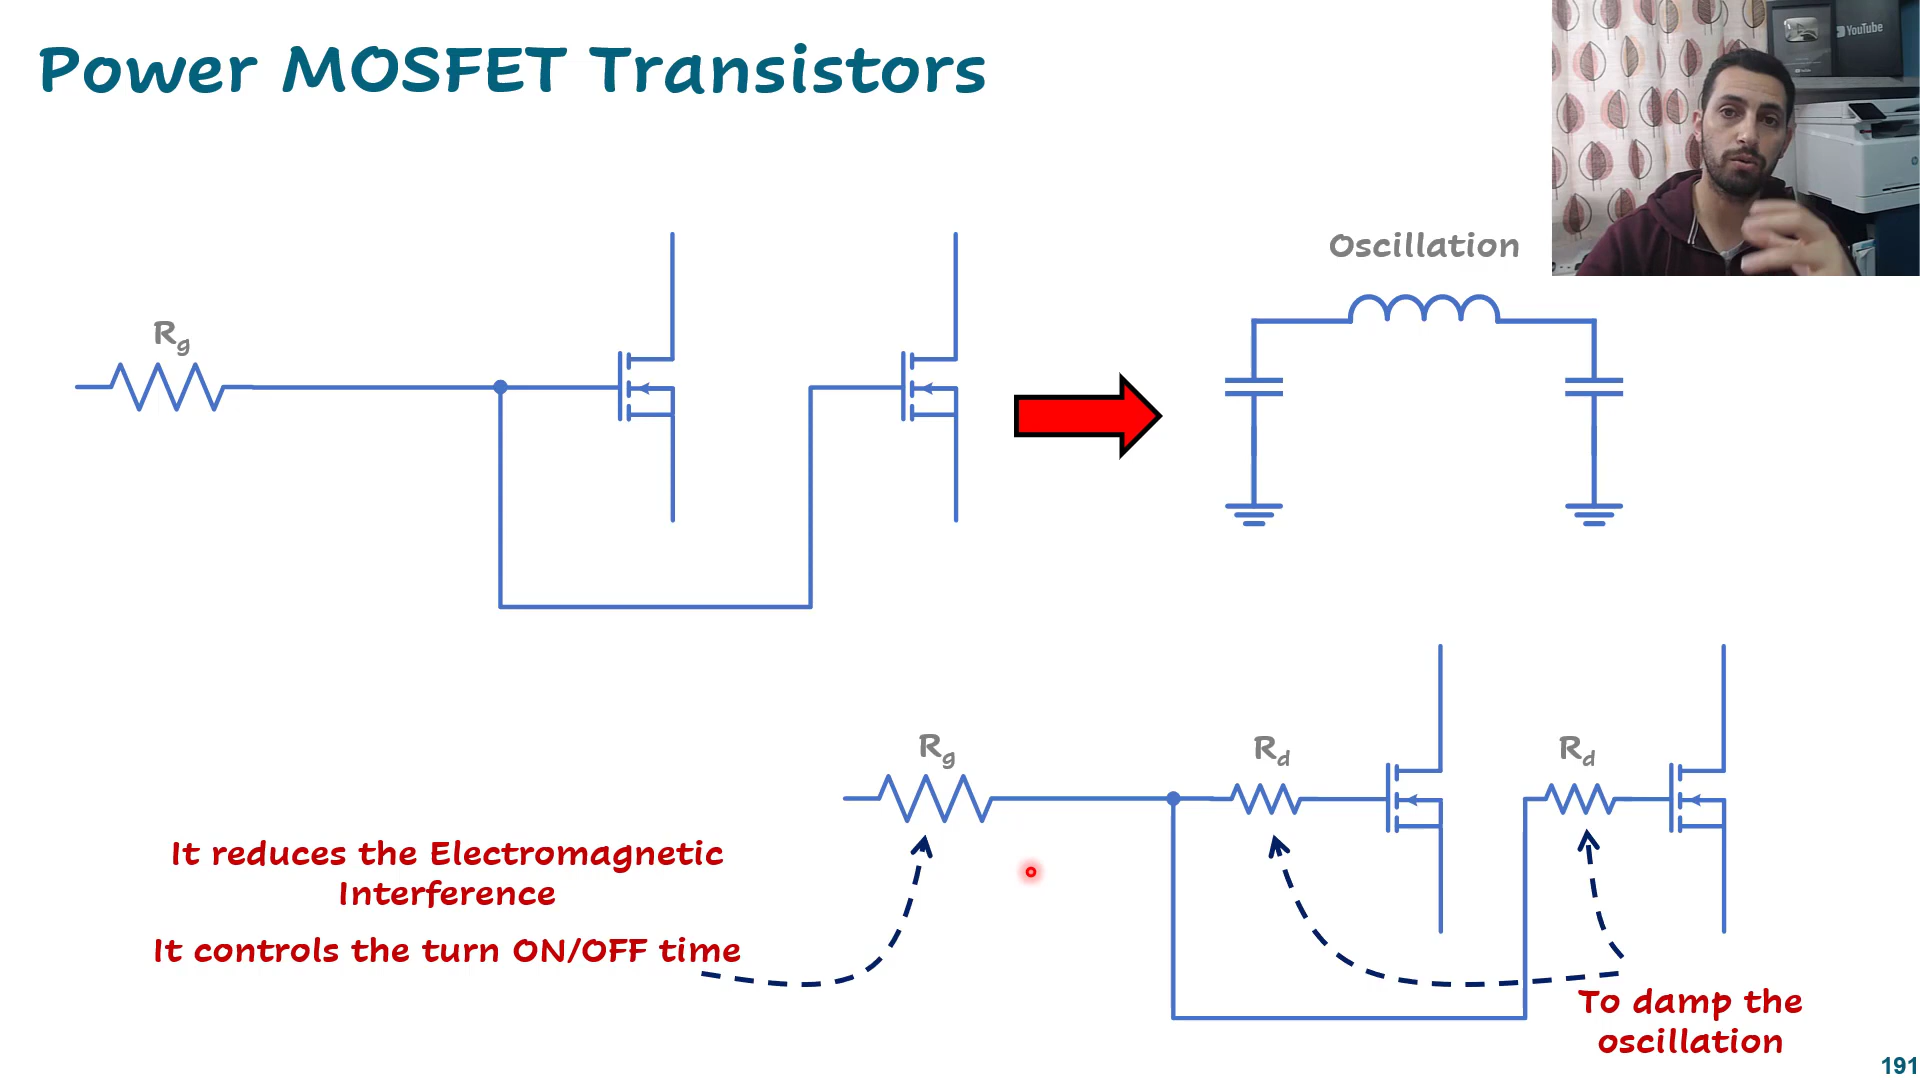 Power MOSFET Transistors
YouTube
Oscillation
Rg
Rg
Rd
Rd
It reduces the Electromagnetic
Interference
It controls the turn ON/OFF time
To damp the
oscillation
191